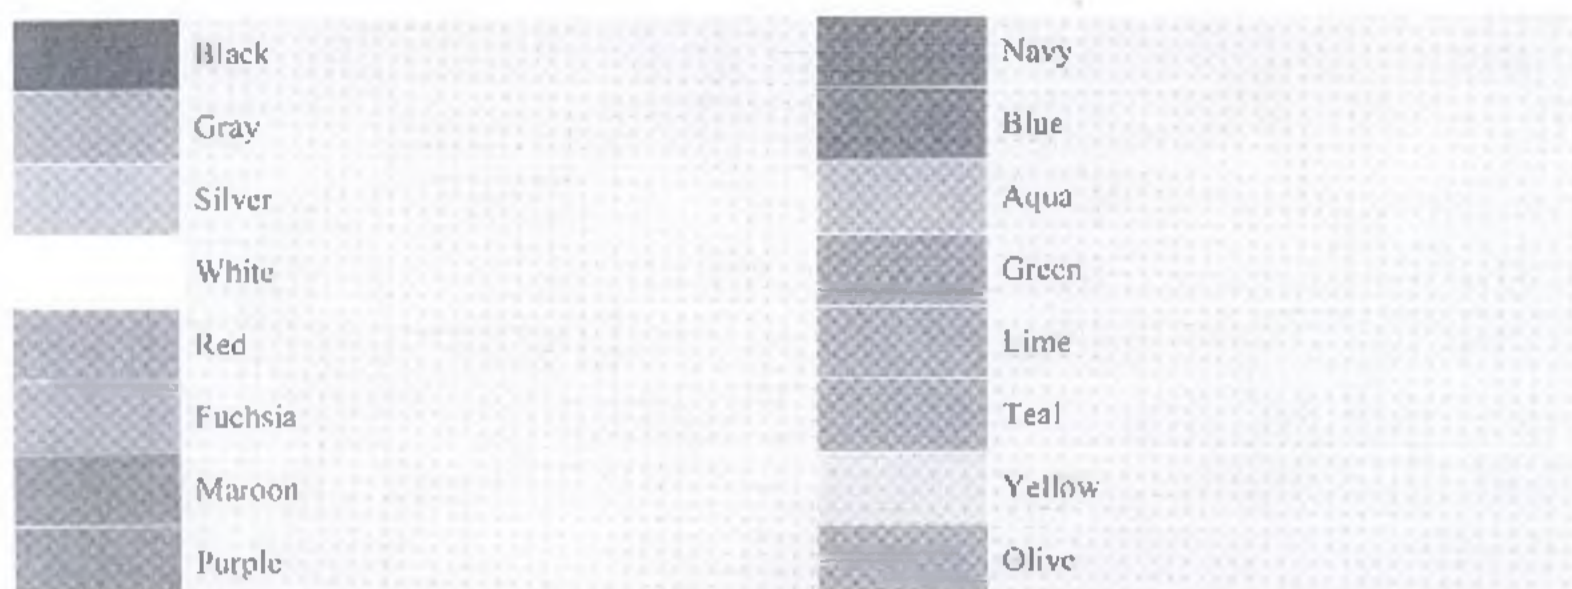 Black
Gray
Silver
White
Red
Fuchsia
Maroon
Purple
Navy
Blue
Aqua
Green
Lime
Teal
Yellow
Olive